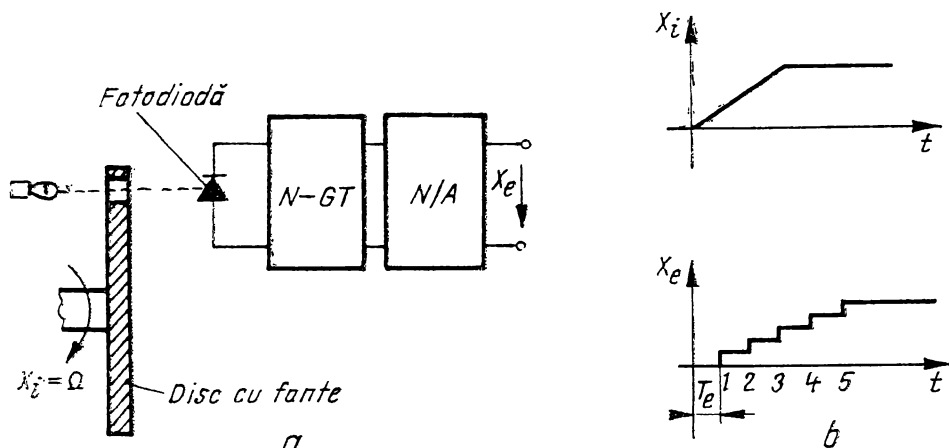 Fotodiodă
N-GT
N/A
Xe
Xi = Ω
Disc cu fante
a
Xi
t
Xe
Te
1 2 3 4 5
t
b